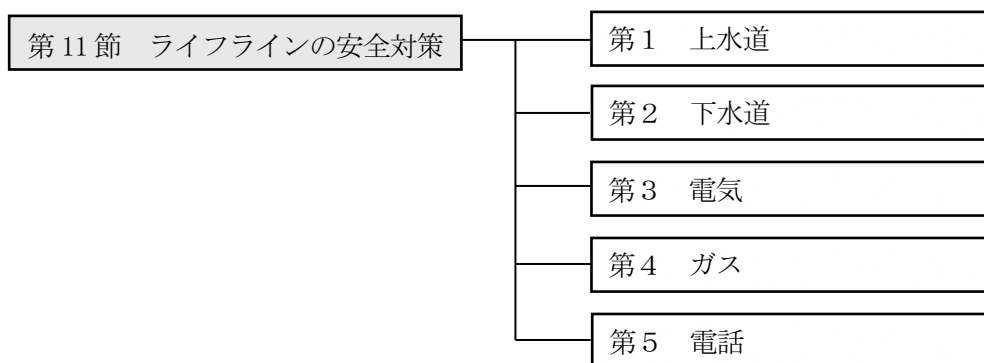 第11節　ライフラインの安全対策
第１　上水道
第２　下水道
第３　電気
第４　ガス
第５　電話